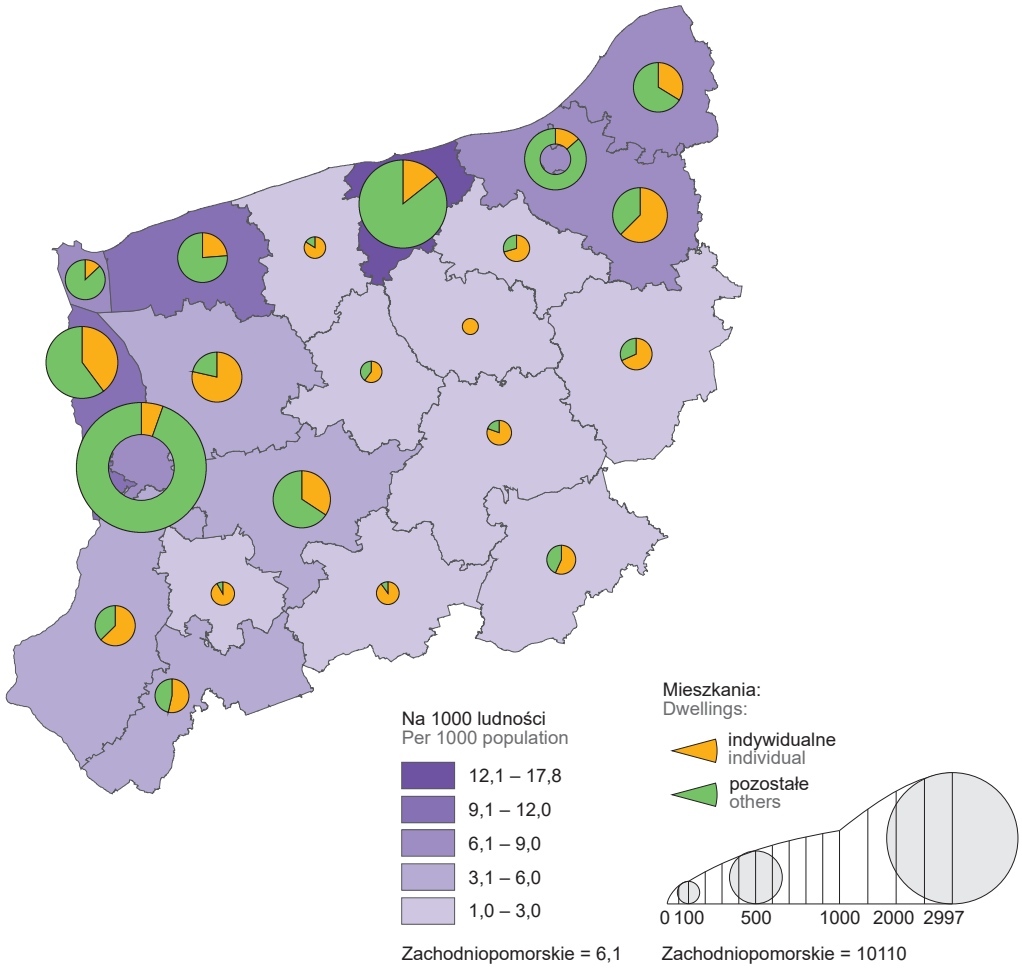 Na 1000 ludności
Per 1000 population
12,1 – 17,8
9,1 – 12,0
6,1 – 9,0
3,1 – 6,0
1,0 – 3,0
Zachodniopomorskie = 6,1
Mieszkania:
Dwellings:
indywidualne
individual
pozostałe
others
0 100 500 1000 2000 2997
Zachodniopomorskie = 10110